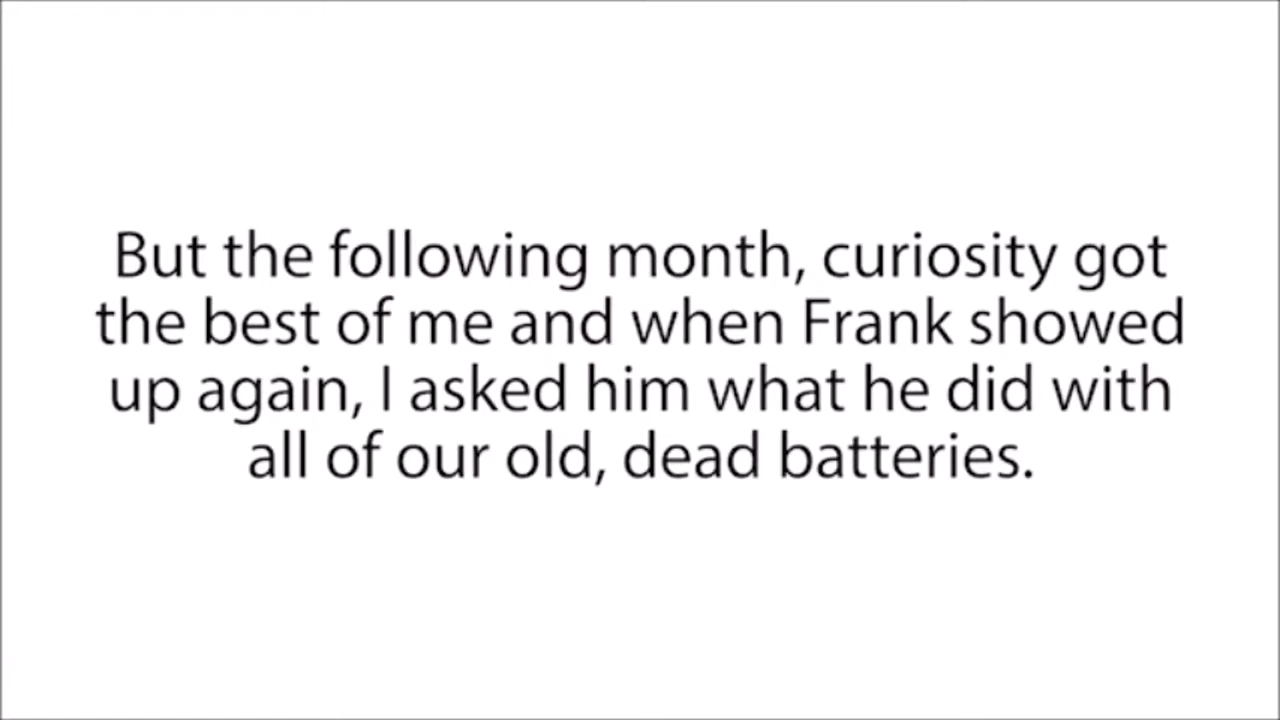 But the following month, curiosity got
the best of me and when Frank showed
up again, I asked him what he did with
all of our old, dead batteries.